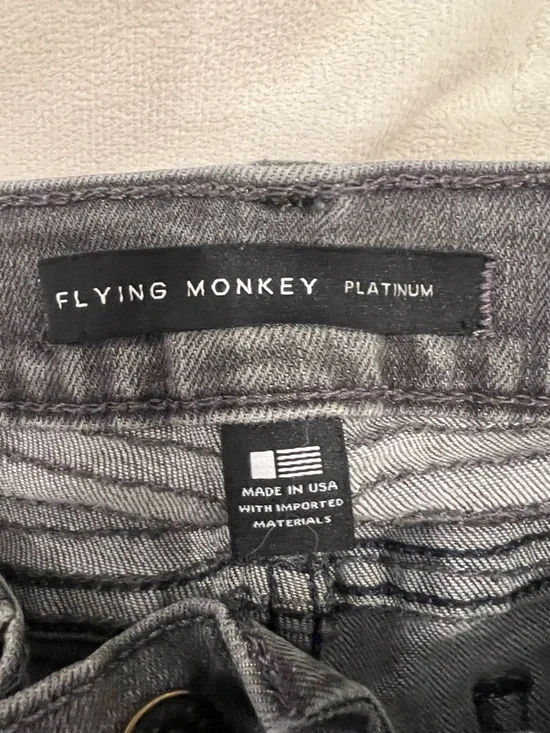 FLYING MONKEY PLATINUM
MADE IN USA
WITH IMPORTED
MATERIALS